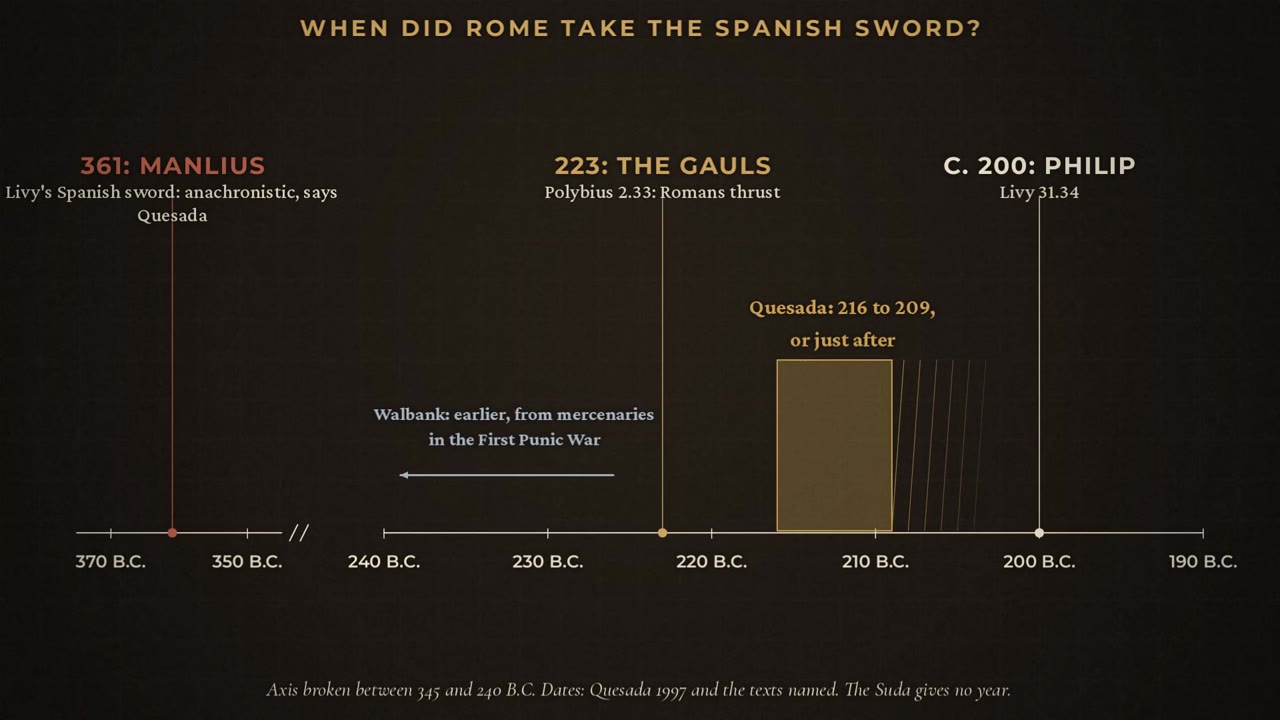 WHEN DID ROME TAKE THE SPANISH SWORD?
361: MANLIUS
Livy's Spanish sword: anachronistic, says
Quesada
223: THE GAULS
Polybius 2.33: Romans thrust
C. 200: PHILIP
Livy 31.34
Quesada: 216 to 209,
or just after
Walbank: earlier, from mercenaries
in the First Punic War
//
370 B.C.
350 B.C.
240 B.C.
230 B.C.
220 B.C.
210 B.C.
200 B.C.
190 B.C.
Axis broken between 345 and 240 B.C. Dates: Quesada 1997 and the texts named. The Suda gives no year.